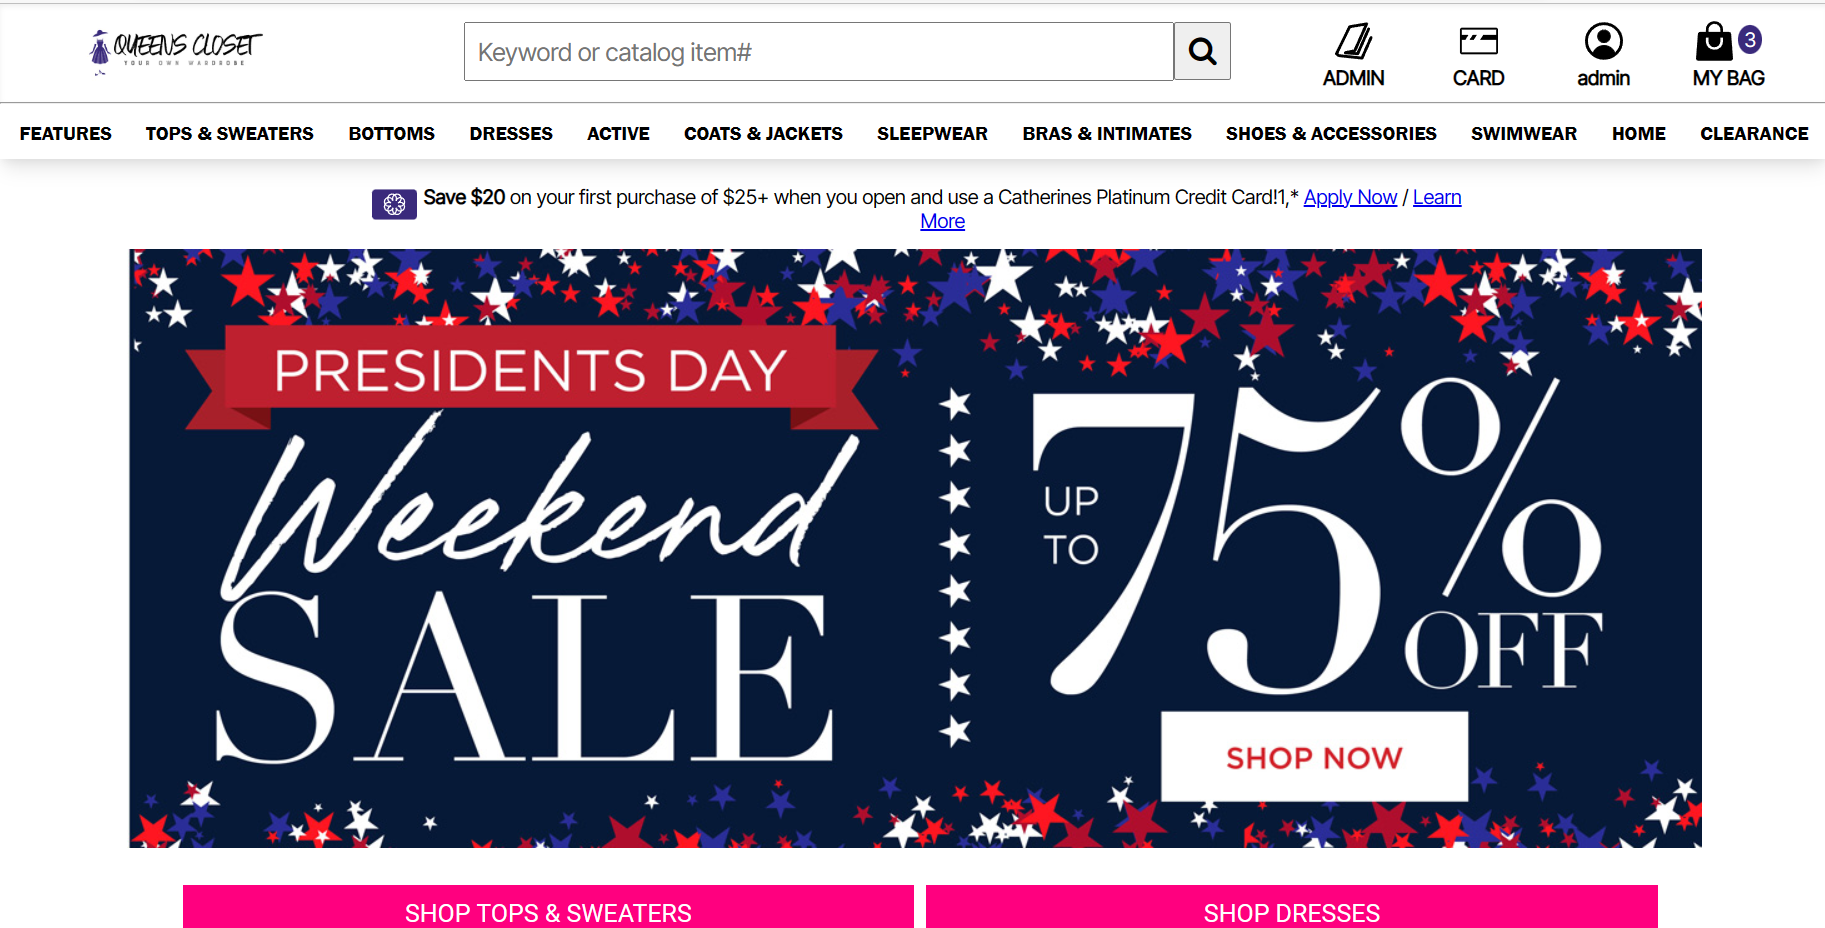 QUEENS CLOSET
YOUR OWN WARDROBE
Keyword or catalog item#
ADMIN
CARD
admin
3
MY BAG
FEATURES TOPS & SWEATERS BOTTOMS DRESSES ACTIVE COATS & JACKETS SLEEPWEAR BRAS & INTIMATES SHOES & ACCESSORIES SWIMWEAR HOME CLEARANCE
Save $20 on your first purchase of $25+ when you open and use a Catherines Platinum Credit Card!1,* Apply Now / Learn
More
PRESIDENTS DAY
Weekend
SALE
UP
TO
75%
OFF
SHOP NOW
SHOP TOPS & SWEATERS
SHOP DRESSES